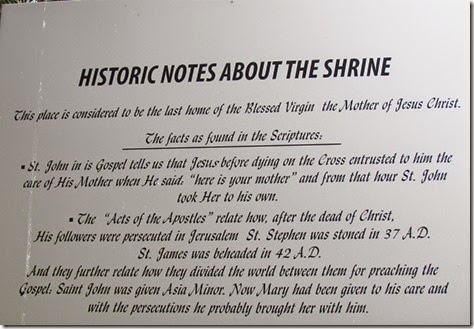 HISTORIC NOTES ABOUT THE SHRINE
This place is considered to be the last home of the Blessed Virgin the Mother of Jesus Christ.
The facts as found in the Scriptures:
▪ St. John in is Gospel tells us that Jesus before dying on the Cross entrusted to him the
care of His Mother when He said: "here is your mother" and from that hour St. John
took Her to his own.
▪ The "Acts of the Apostles" relate how, after the dead of Christ,
His followers were persecuted in Jerusalem St. Stephen was stoned in 37 A.D.
St. James was beheaded in 42 A.D.
And they further relate how they divided the world between them for preaching the
Gospel: Saint John was given Asia Minor. Now Mary had been given to his care and
with the persecutions he probably brought her with him.